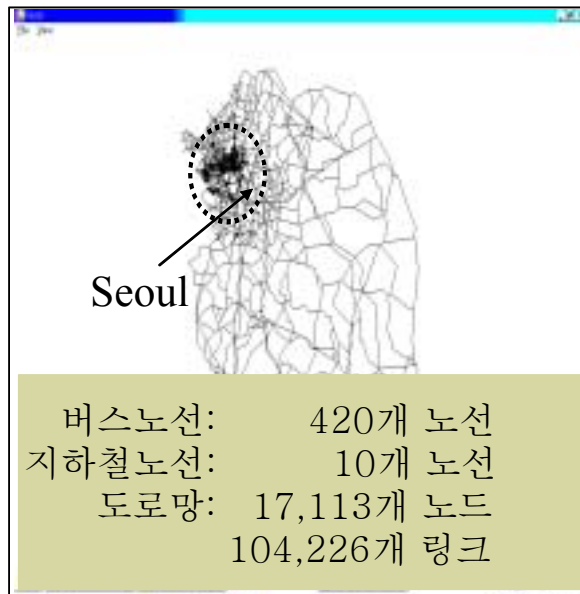 Seoul
버스노선: 420개 노선
지하철노선: 10개 노선
도로망: 17,113개 노드
104,226개 링크